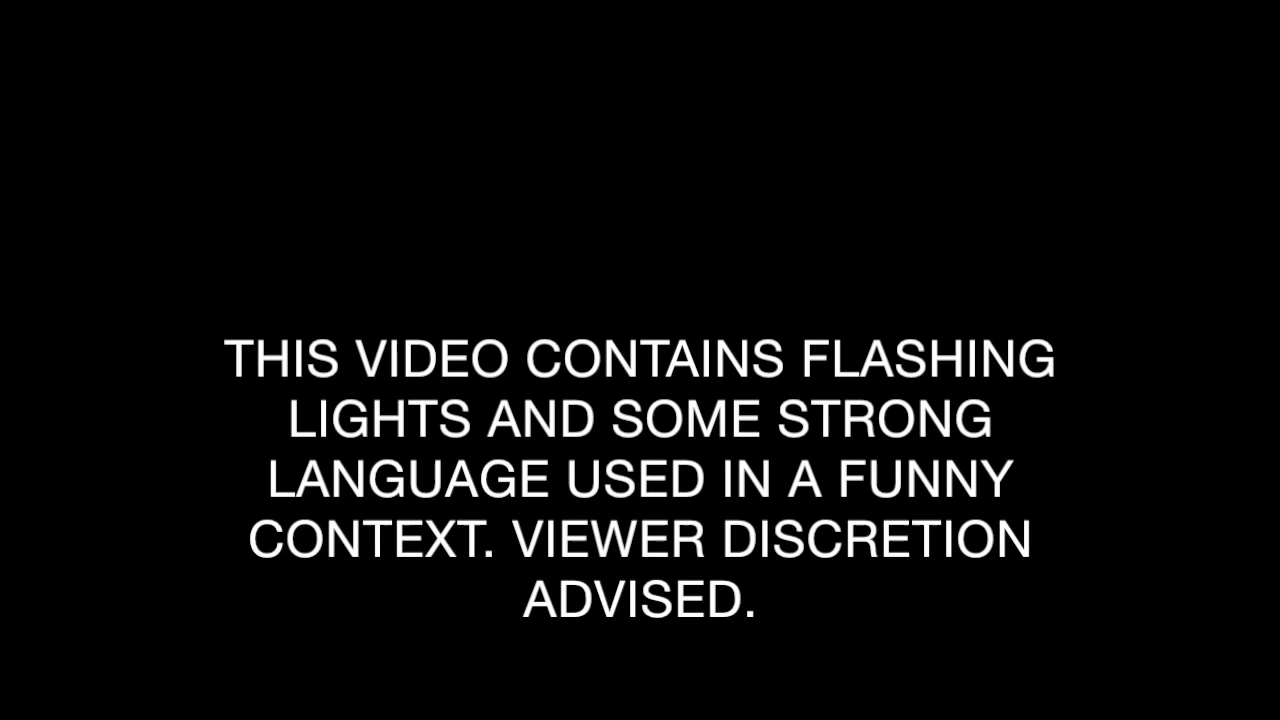 THIS VIDEO CONTAINS FLASHING
LIGHTS AND SOME STRONG
LANGUAGE USED IN A FUNNY
CONTEXT. VIEWER DISCRETION
ADVISED.